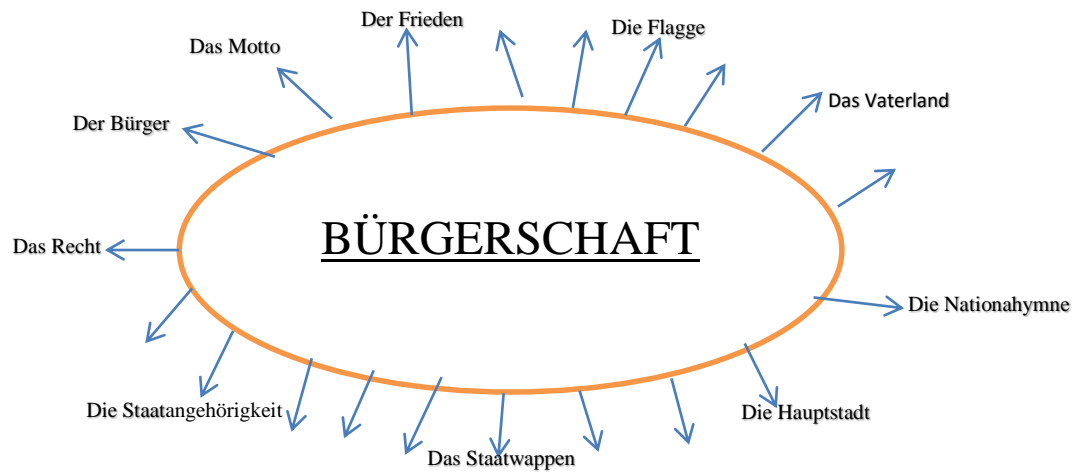 Der Frieden
Die Flagge
Das Motto
Das Vaterland
Der Bürger
BÜRGERSCHAFT
Das Recht
Die Nationahymne
Die Staatangehörigkeit
Die Hauptstadt
Das Staatwappen